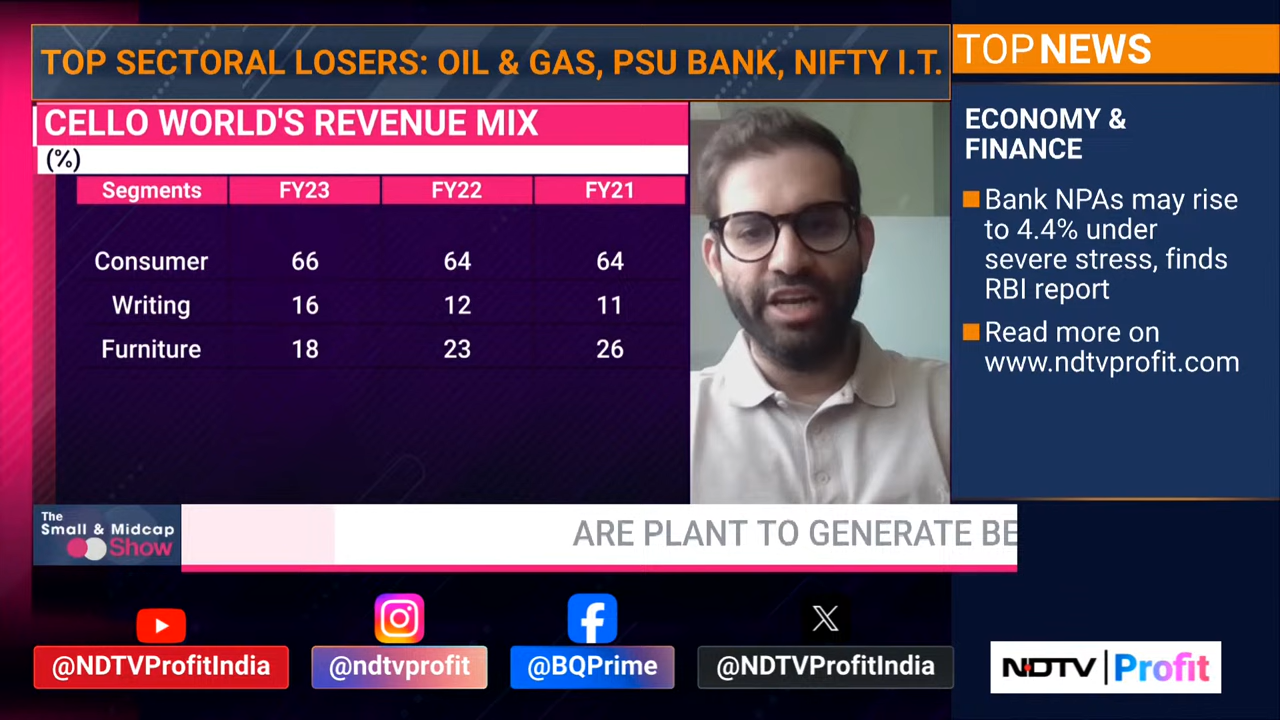 TOP SECTORAL LOSERS: OIL & GAS, PSU BANK, NIFTY I.T.
TOP NEWS
CELLO WORLD'S REVENUE MIX
(%)
Segments FY23 FY22 FY21
Consumer 66 64 64
Writing 16 12 11
Furniture 18 23 26
ECONOMY &
FINANCE
Bank NPAs may rise
to 4.4% under
severe stress, finds
RBI report
Read more on
www.ndtvprofit.com
The
Small & Midcap
Show
ARE PLANT TO GENERATE BE
@NDTVProfitIndia
@ndtvprofit
@BQPrime
@NDTVProfitIndia
NDTV Profit